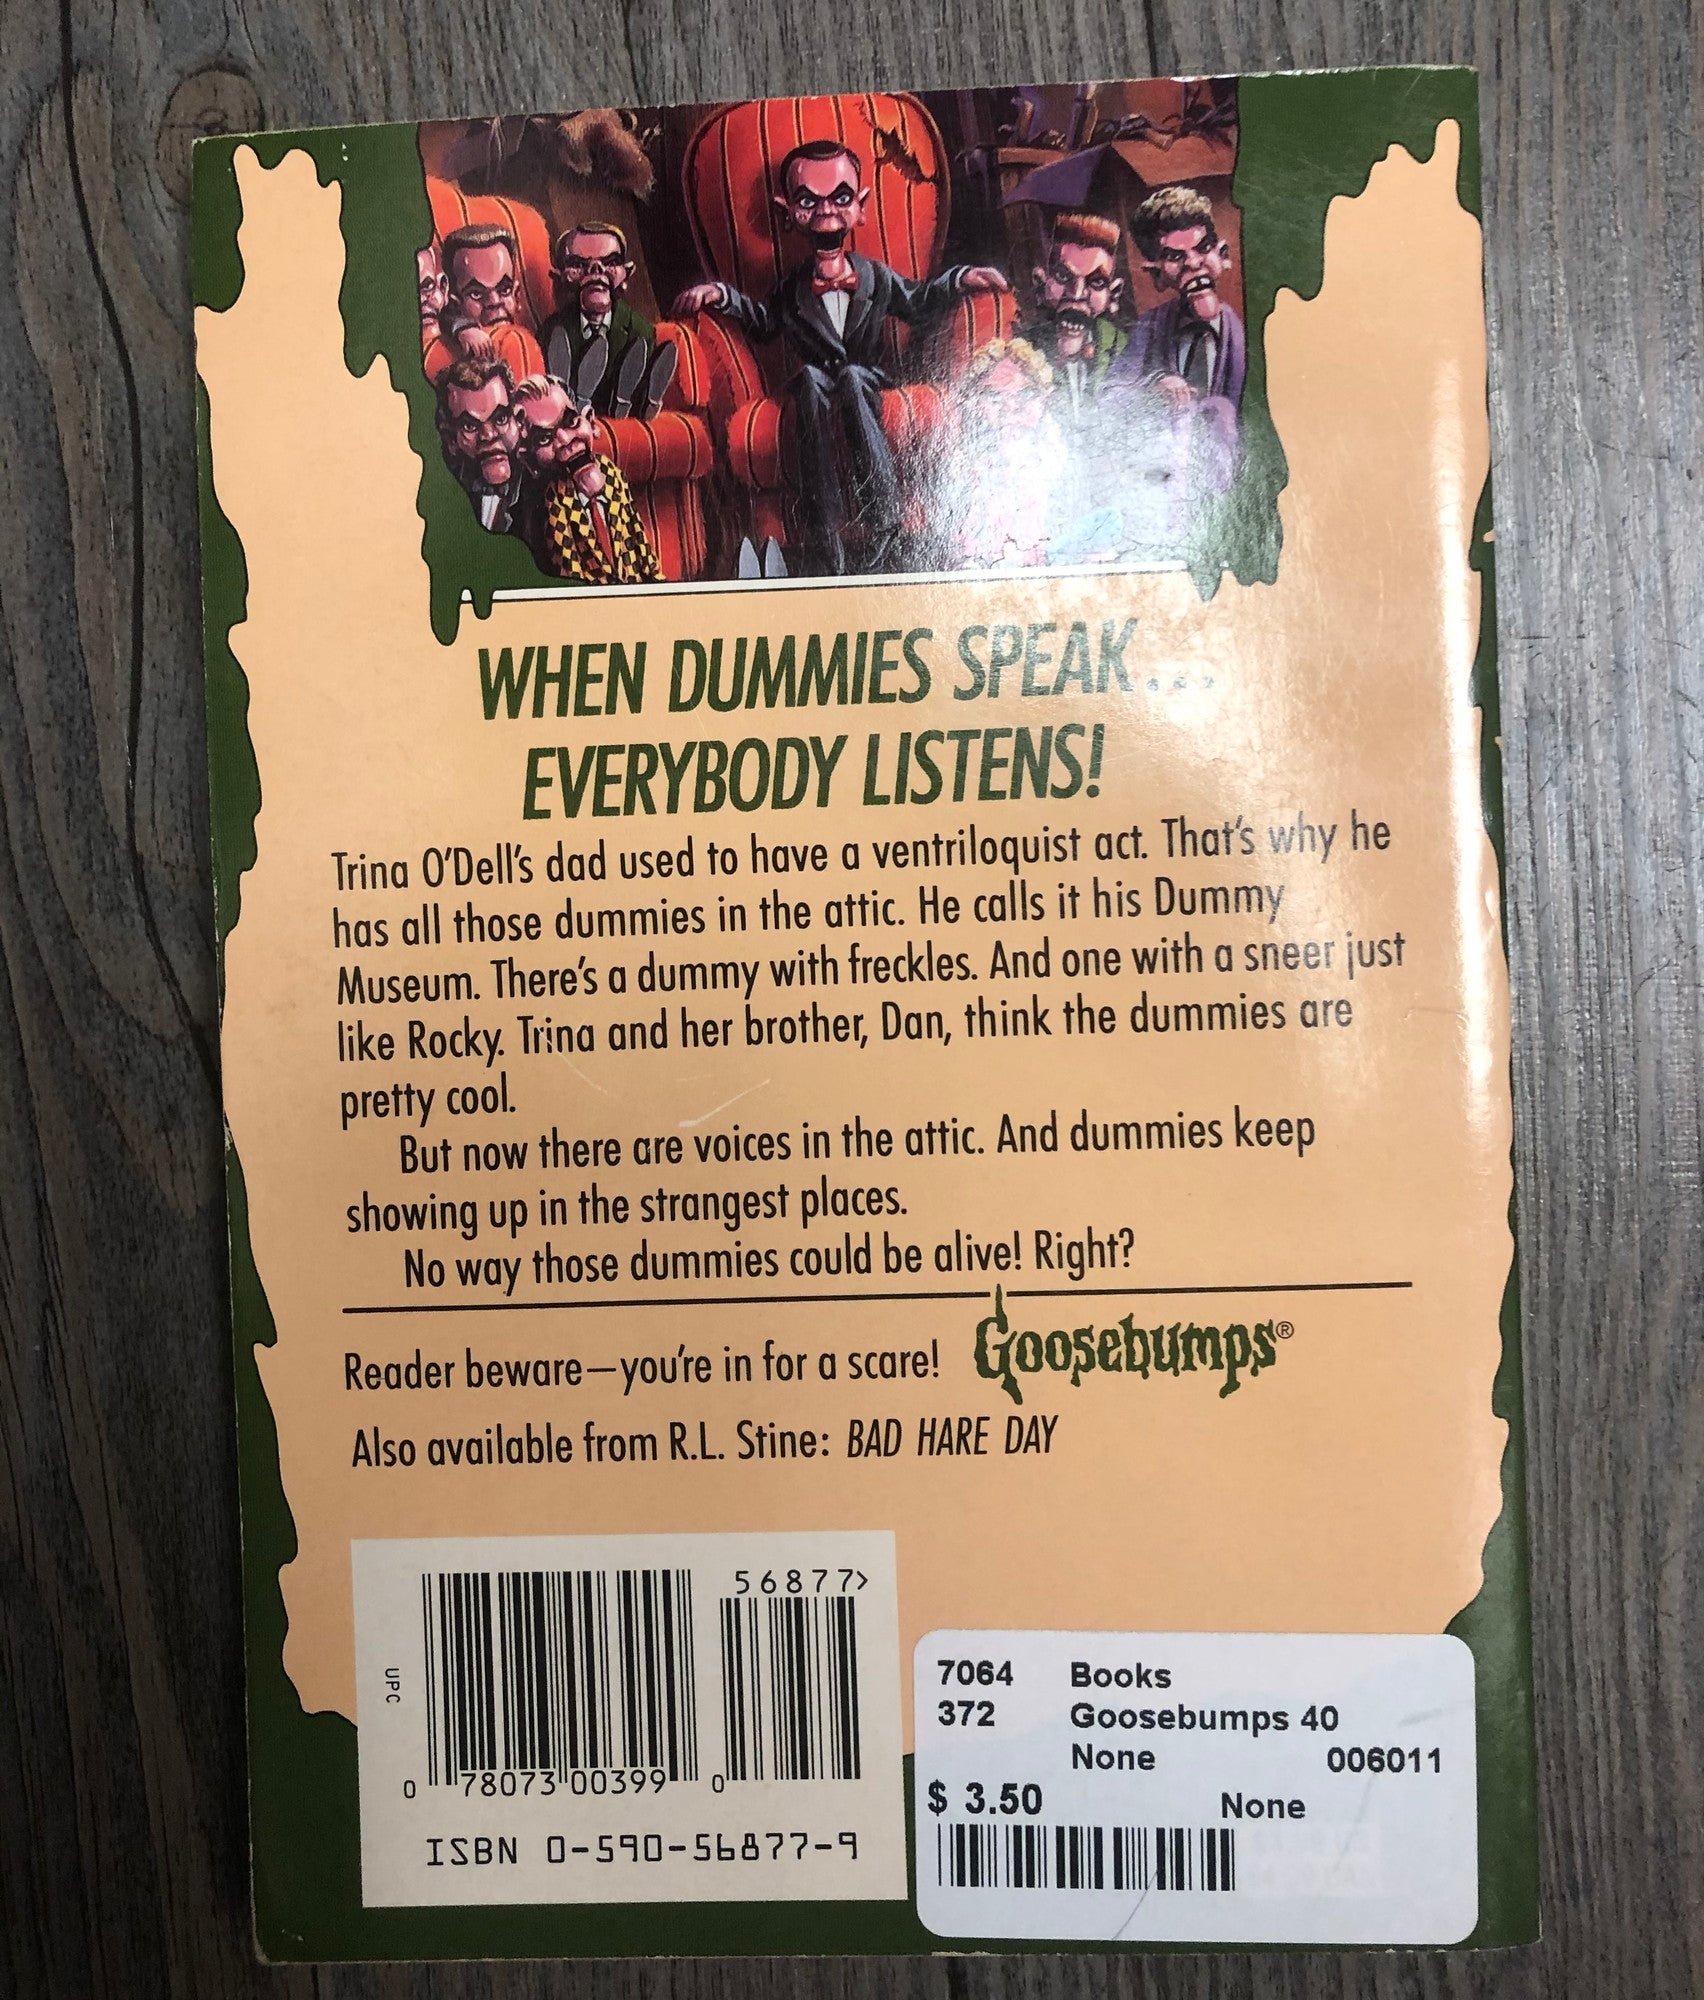 WHEN DUMMIES SPEAK...
EVERYBODY LISTENS!
Trina O'Dell's dad used to have a ventriloquist act. That's why he
has all those dummies in the attic. He calls it his Dummy
Museum. There's a dummy with freckles. And one with a sneer just
like Rocky. Trina and her brother, Dan, think the dummies are
pretty cool.
But now there are voices in the attic. And dummies keep
showing up in the strangest places.
No way those dummies could be alive! Right?
Reader beware—you're in for a scare! Goosebumps®
Also available from R.L. Stine: BAD HARE DAY
56877>
UPC
0 78073 00399 0
ISBN 0-590-56877-9
7064 Books
372 Goosebumps 40
None 006011
$ 3.50 None